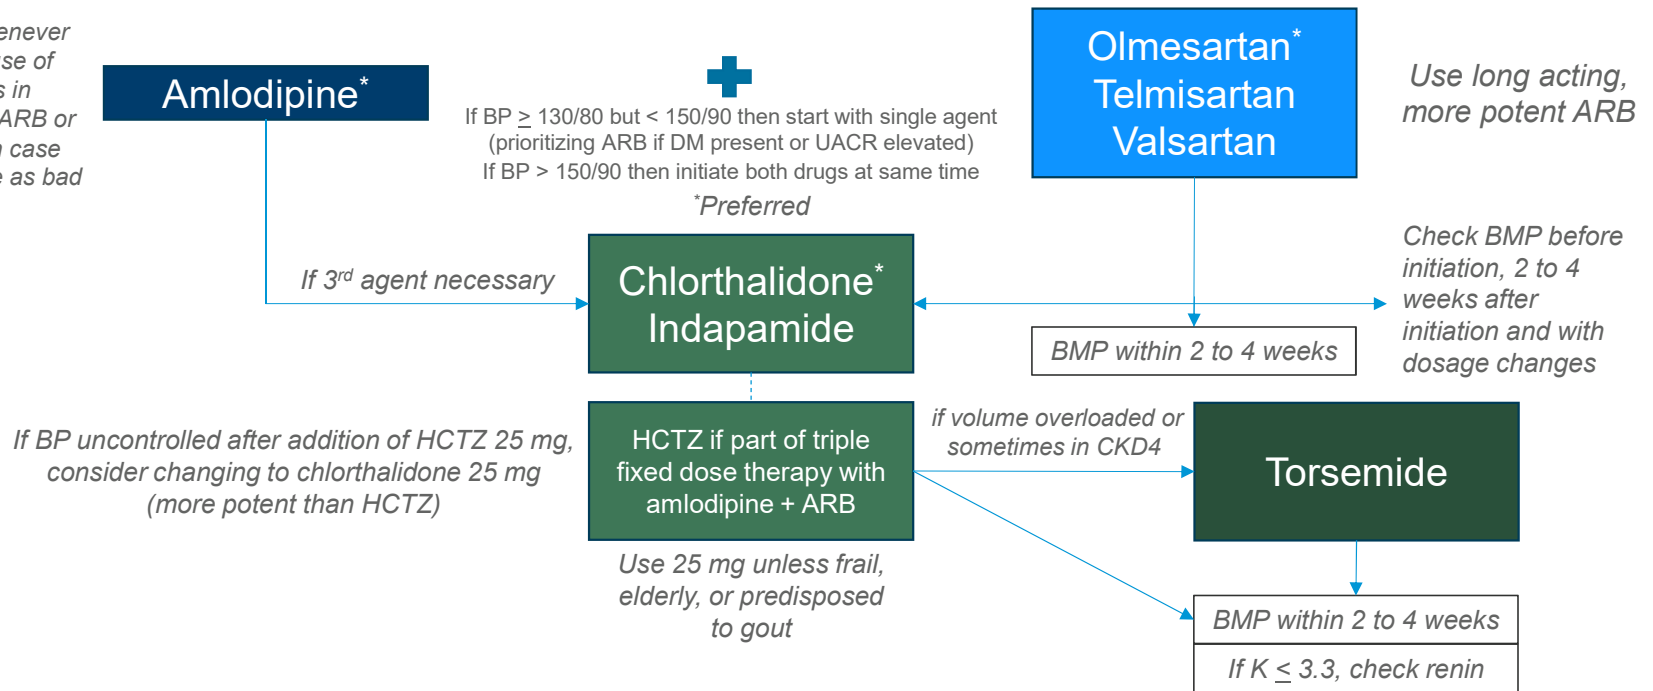 se of
s in
ARB or
case
e as bad
Amlodipine*
If BP ≥ 130/80 but < 150/90 then start with single agent
(prioritizing ARB if DM present or UACR elevated)
If BP > 150/90 then initiate both drugs at same time
*Preferred
Olmesartan*
Telmisartan
Valsartan
Use long acting,
more potent ARB
If 3rd agent necessary
Chlorthalidone*
Indapamide
BMP within 2 to 4 weeks
Check BMP before
initiation, 2 to 4
weeks after
initiation and with
dosage changes
If BP uncontrolled after addition of HCTZ 25 mg,
consider changing to chlorthalidone 25 mg
(more potent than HCTZ)
HCTZ if part of triple
fixed dose therapy with
amlodipine + ARB
Use 25 mg unless frail,
elderly, or predisposed
to gout
if volume overloaded or
sometimes in CKD4
Torsemide
BMP within 2 to 4 weeks
If K ≤ 3.3, check renin